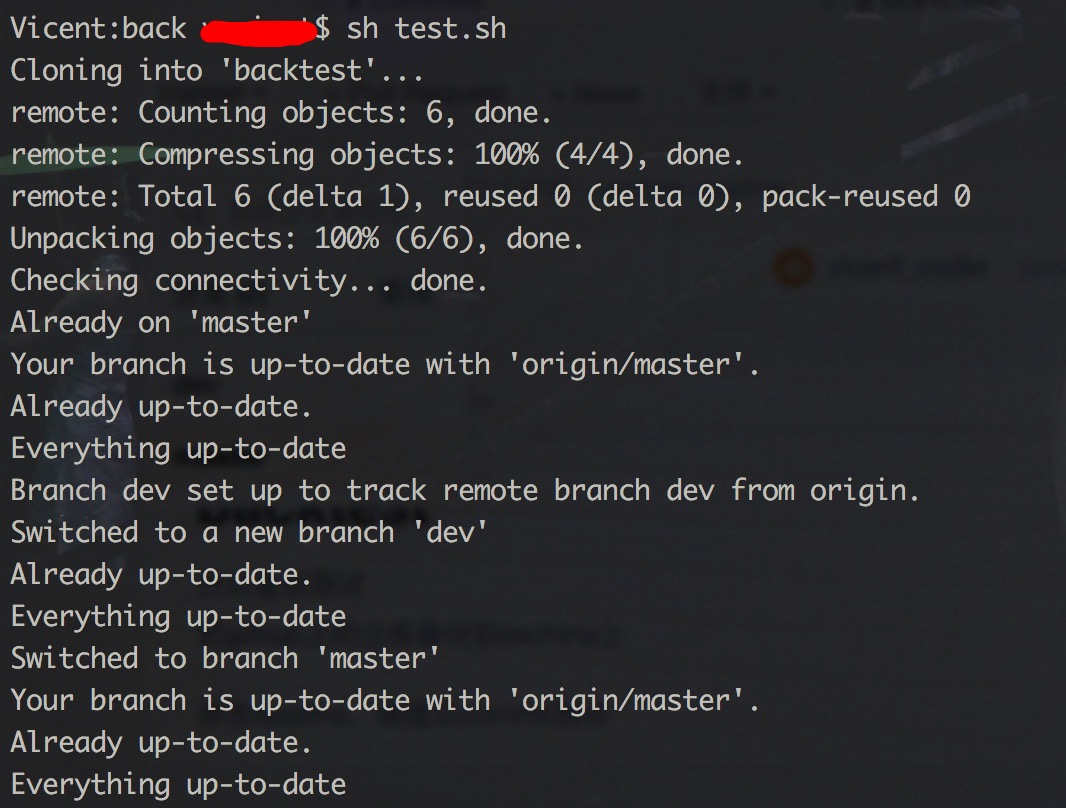 Vicent:back $ sh test.sh
Cloning into 'backtest'...
remote: Counting objects: 6, done.
remote: Compressing objects: 100% (4/4), done.
remote: Total 6 (delta 1), reused 0 (delta 0), pack-reused 0
Unpacking objects: 100% (6/6), done.
Checking connectivity... done.
Already on 'master'
Your branch is up-to-date with 'origin/master'.
Already up-to-date.
Everything up-to-date
Branch dev set up to track remote branch dev from origin.
Switched to a new branch 'dev'
Already up-to-date.
Everything up-to-date
Switched to branch 'master'
Your branch is up-to-date with 'origin/master'.
Already up-to-date.
Everything up-to-date